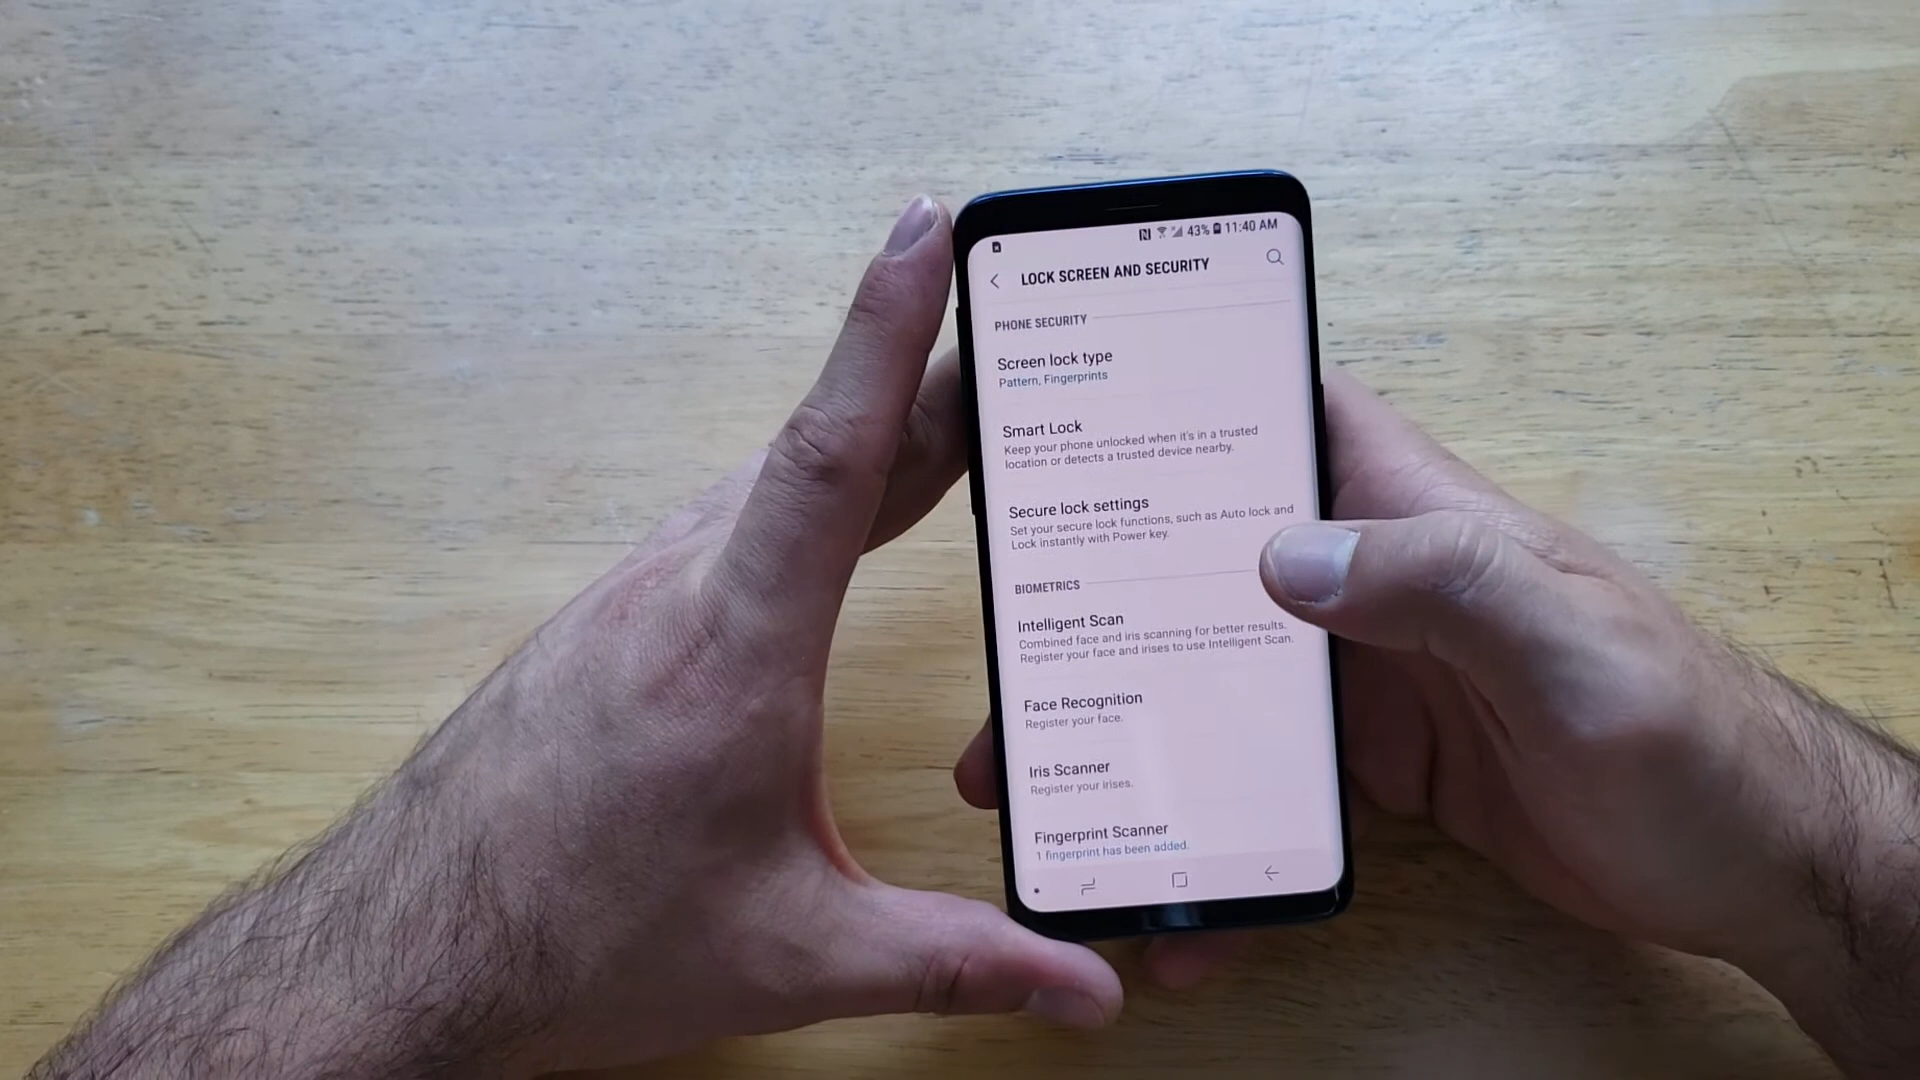 43% 11:40 AM
LOCK SCREEN AND SECURITY
PHONE SECURITY
Screen lock type
Pattern, Fingerprints
Smart Lock
Keep your phone unlocked when it's in a trusted
location or detects a trusted device nearby.
Secure lock settings
Set your secure lock functions, such as Auto lock and
Lock instantly with Power key.
BIOMETRICS
Intelligent Scan
Combined face and iris scanning for better results.
Register your face and irises to use Intelligent Scan.
Face Recognition
Register your face.
Iris Scanner
Register your irises.
Fingerprint Scanner
1 fingerprint has been added.